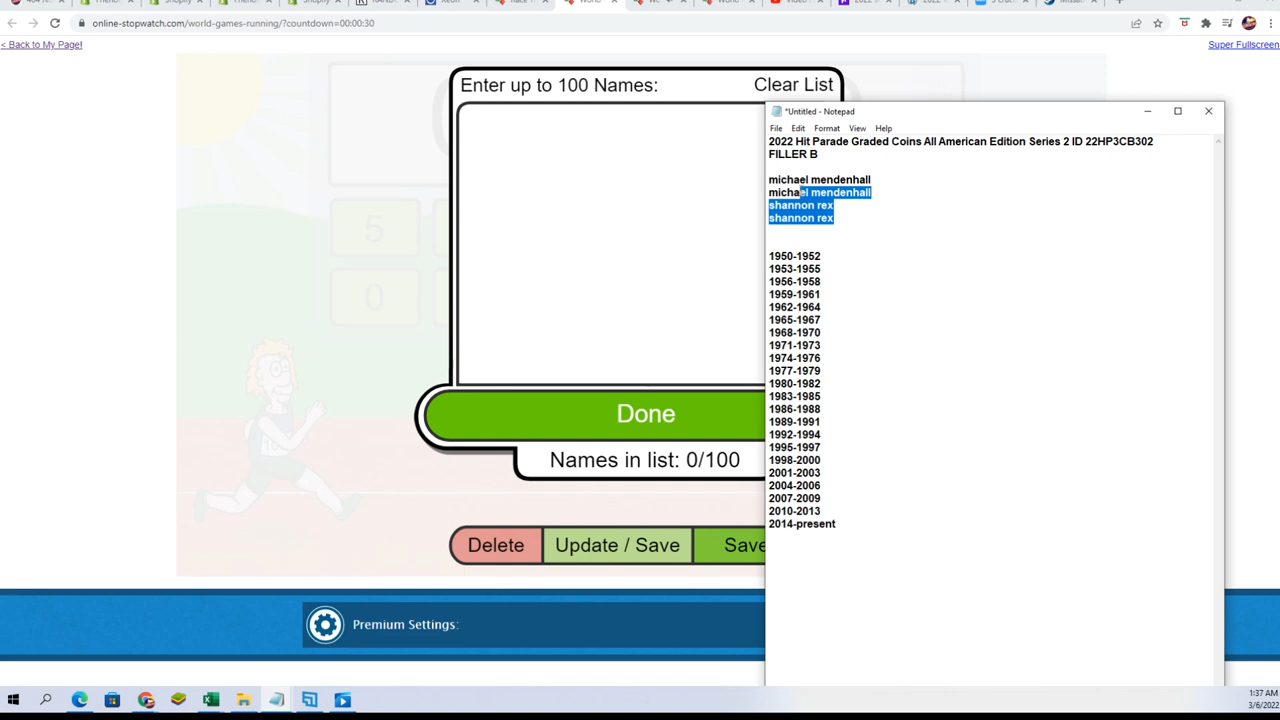 online-stopwatch.com/world-games-running/?countdown=00:00:30
< Back to My Page!
Super Fullscreen
Enter up to 100 Names:
Clear List
5
0
Done
Names in list: 0/100
Delete
Update / Save
Save
Premium Settings:
*Untitled - Notepad
File Edit Format View Help
2022 Hit Parade Graded Coins All American Edition Series 2 ID 22HP3CB302
FILLER B
michael mendenhall
michael mendenhall
shannon rex
shannon rex
1950-1952
1953-1955
1956-1958
1959-1961
1962-1964
1965-1967
1968-1970
1971-1973
1974-1976
1977-1979
1980-1982
1983-1985
1986-1988
1989-1991
1992-1994
1995-1997
1998-2000
2001-2003
2004-2006
2007-2009
2010-2013
2014-present
1:37 AM
3/6/2022